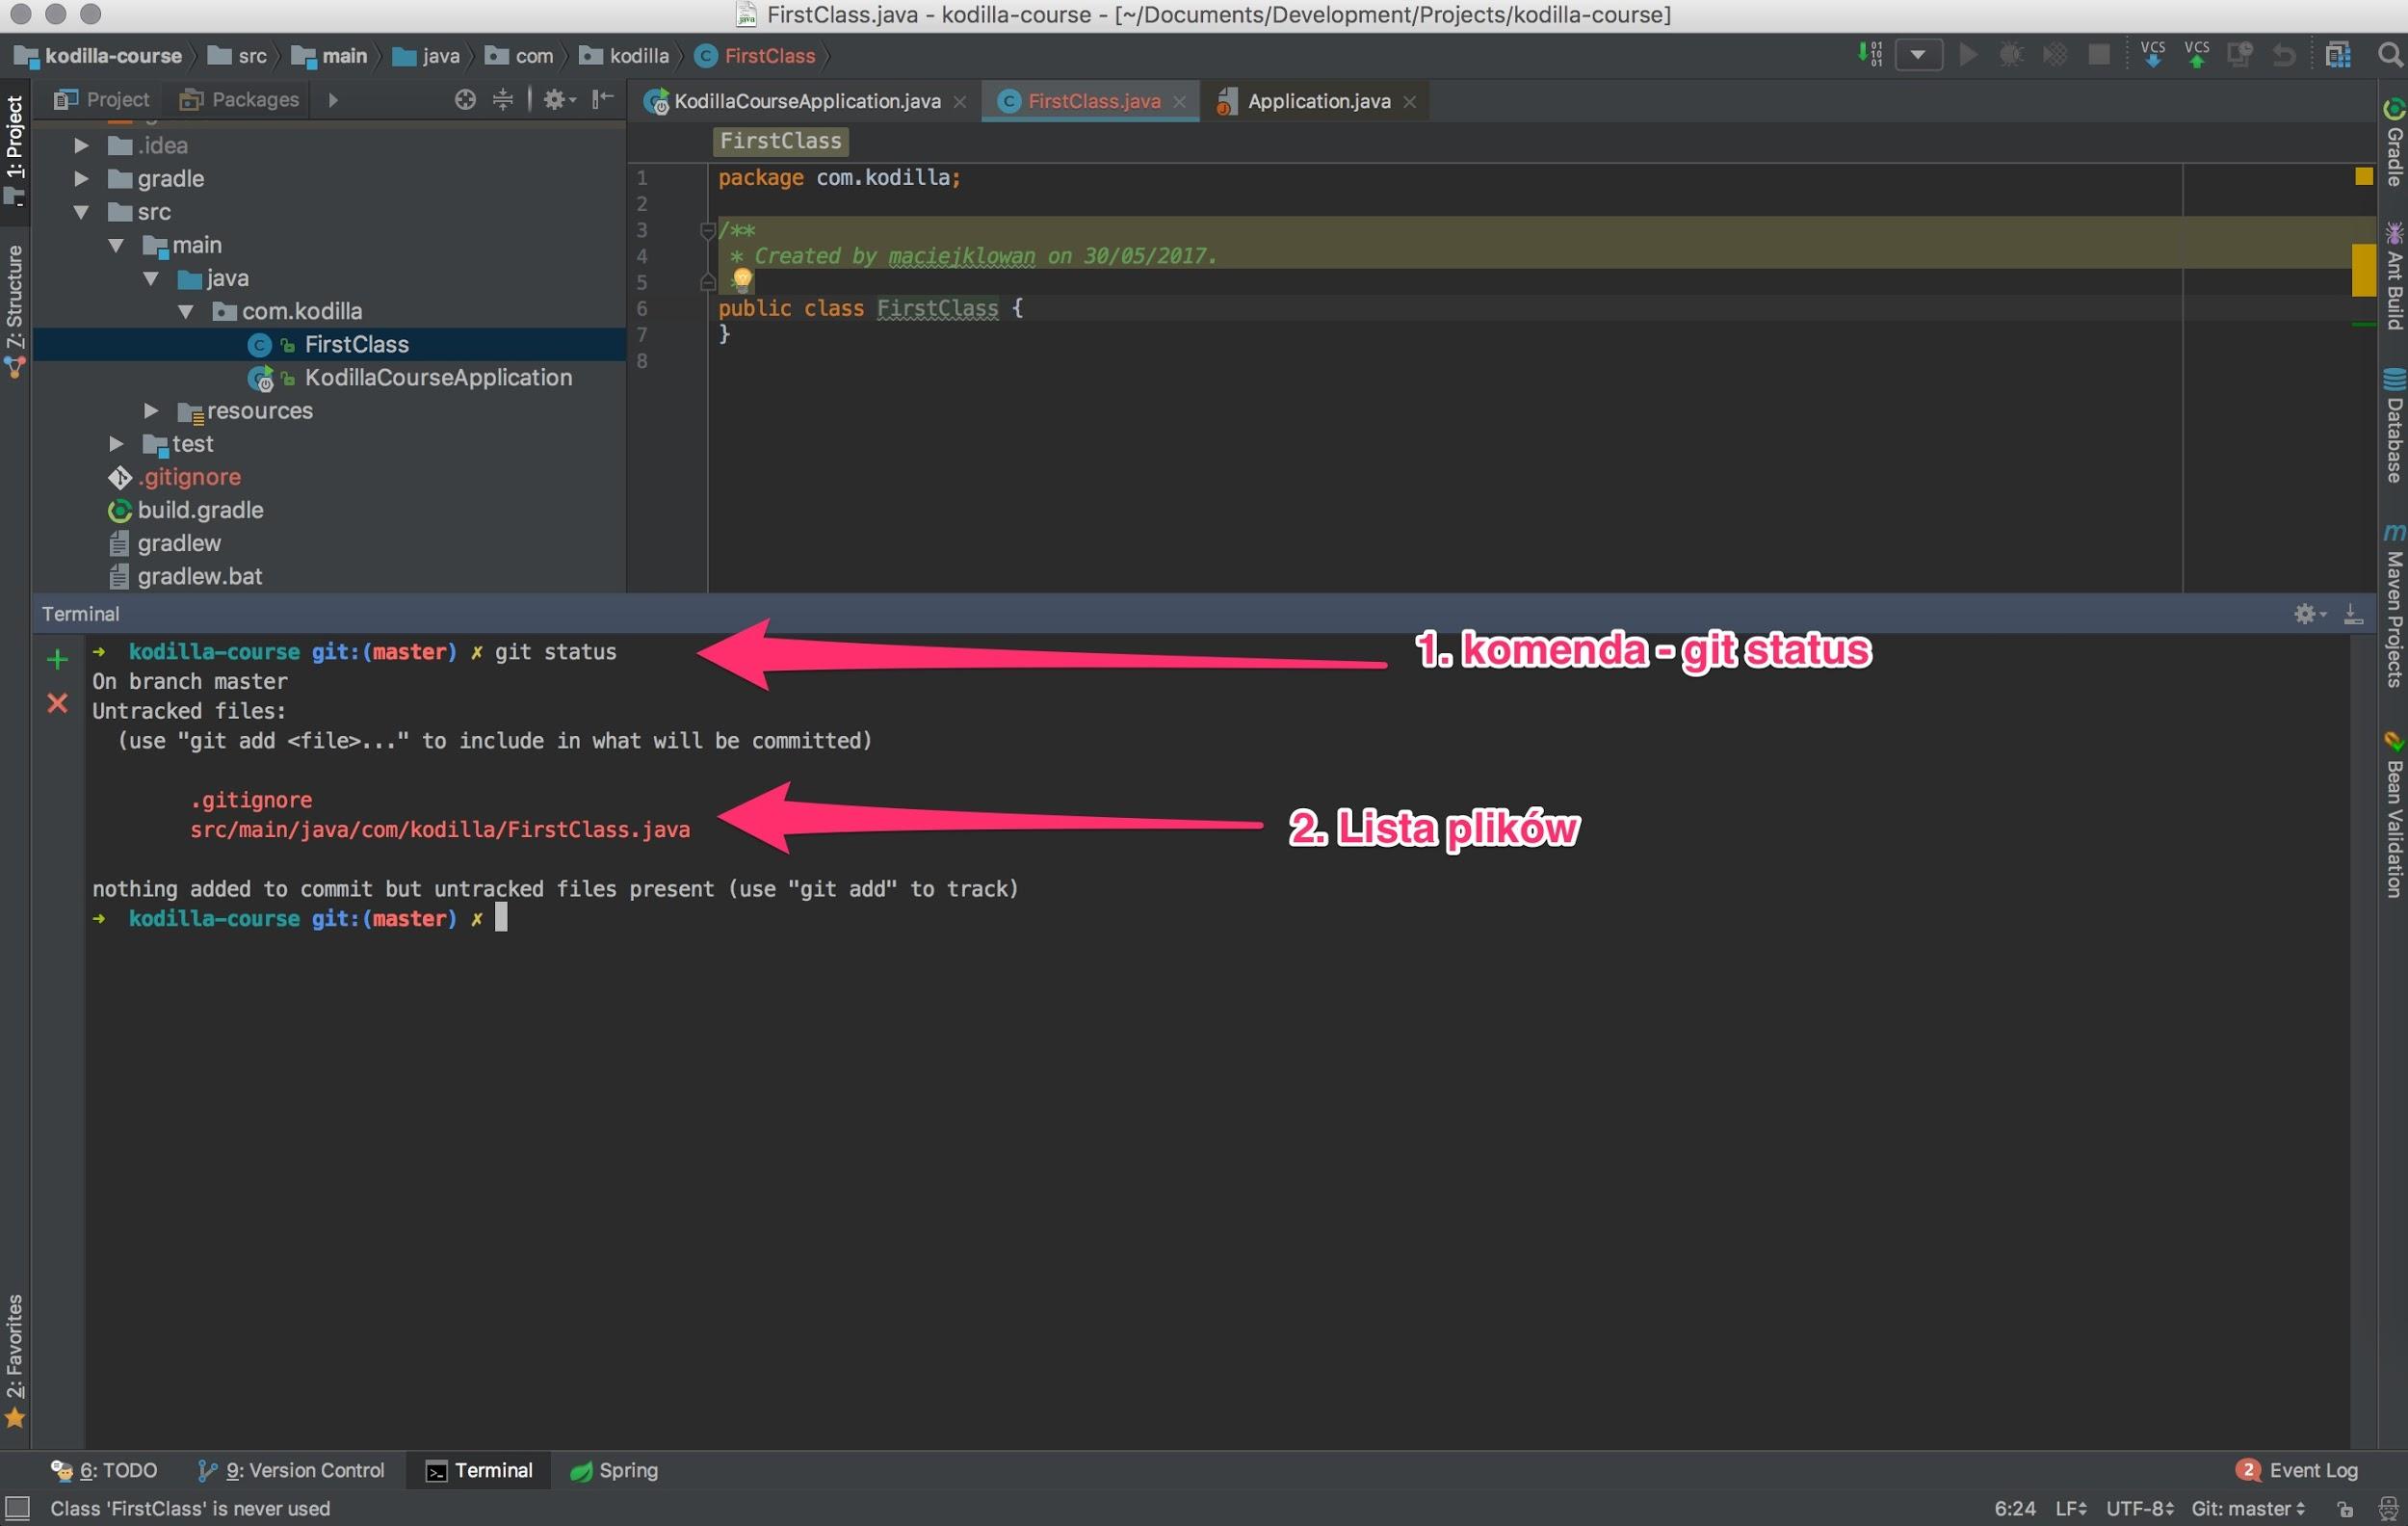 FirstClass.java - kodilla-course - [~/Documents/Development/Projects/kodilla-course]
kodilla-course src main java com kodilla FirstClass
VCS VCS
1: Project
7: Structure
2: Favorites
Project Packages
.idea
gradle
src
main
java
com.kodilla
FirstClass
KodillaCourseApplication
resources
test
.gitignore
build.gradle
gradlew
gradlew.bat
KodillaCourseApplication.java FirstClass.java Application.java
FirstClass
1 package com.kodilla;
2
3 /**
4 * Created by maciejklowan on 30/05/2017.
5
6 public class FirstClass {
7 }
8
Gradle
Ant Build
Database
Maven Projects
Bean Validation
Terminal
➜ kodilla-course git:(master) ✗ git status
1. komenda - git status
On branch master
Untracked files:
(use "git add <file>..." to include in what will be committed)
.gitignore
src/main/java/com/kodilla/FirstClass.java
2. Lista plików
nothing added to commit but untracked files present (use "git add" to track)
➜ kodilla-course git:(master) ✗
6: TODO 9: Version Control Terminal Spring 2 Event Log
Class 'FirstClass' is never used 6:24 LF UTF-8 Git: master